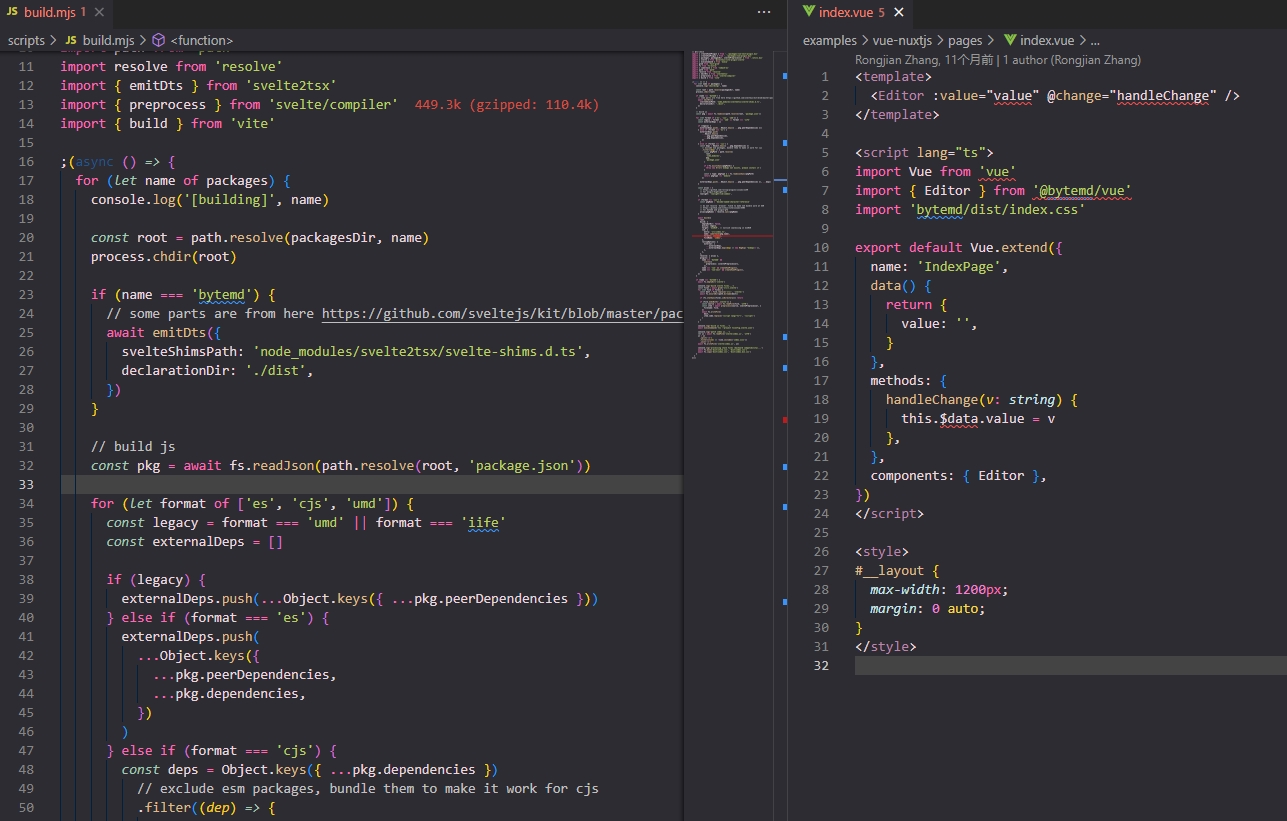 JS build.mjs 1
scripts > JS build.mjs > <function>
11 import resolve from 'resolve'
12 import { emitDts } from 'svelte2tsx'
13 import { preprocess } from 'svelte/compiler' 449.3k (gzipped: 110.4k)
14 import { build } from 'vite'
15
16 ;(async () => {
17 for (let name of packages) {
18 console.log('[building]', name)
19
20 const root = path.resolve(packagesDir, name)
21 process.chdir(root)
22
23 if (name === 'bytemd') {
24 // some parts are from here https://github.com/sveltejs/kit/blob/master/pac
25 await emitDts({
26 svelteShimsPath: 'node_modules/svelte2tsx/svelte-shims.d.ts',
27 declarationDir: './dist',
28 })
29 }
30
31 // build js
32 const pkg = await fs.readJson(path.resolve(root, 'package.json'))
33
34 for (let format of ['es', 'cjs', 'umd']) {
35 const legacy = format === 'umd' || format === 'iife'
36 const externalDeps = []
37
38 if (legacy) {
39 externalDeps.push(...Object.keys({ ...pkg.peerDependencies }))
40 } else if (format === 'es') {
41 externalDeps.push(
42 ...Object.keys({
43 ...pkg.peerDependencies,
44 ...pkg.dependencies,
45 })
46 )
47 } else if (format === 'cjs') {
48 const deps = Object.keys({ ...pkg.dependencies })
49 // exclude esm packages, bundle them to make it work for cjs
50 .filter((dep) => {
index.vue 5
examples > vue-nuxtjs > pages > index.vue > ...
Rongjian Zhang, 11个月前 | 1 author (Rongjian Zhang)
1 <template>
2 <Editor :value="value" @change="handleChange" />
3 </template>
4
5 <script lang="ts">
6 import Vue from 'vue'
7 import { Editor } from '@bytemd/vue'
8 import 'bytemd/dist/index.css'
9
10 export default Vue.extend({
11 name: 'IndexPage',
12 data() {
13 return {
14 value: '',
15 }
16 },
17 methods: {
18 handleChange(v: string) {
19 this.$data.value = v
20 },
21 },
22 components: { Editor },
23 })
24 </script>
25
26 <style>
27 #__layout {
28 max-width: 1200px;
29 margin: 0 auto;
30 }
31 </style>
32